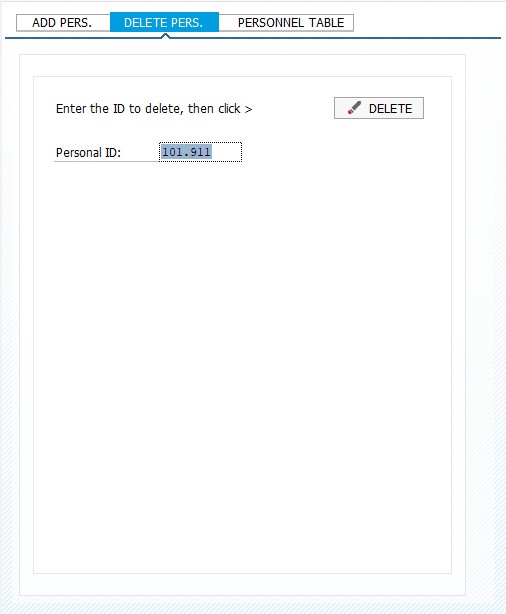 ADD PERS. DELETE PERS. PERSONNEL TABLE
Enter the ID to delete, then click > DELETE
Personal ID: 101.911